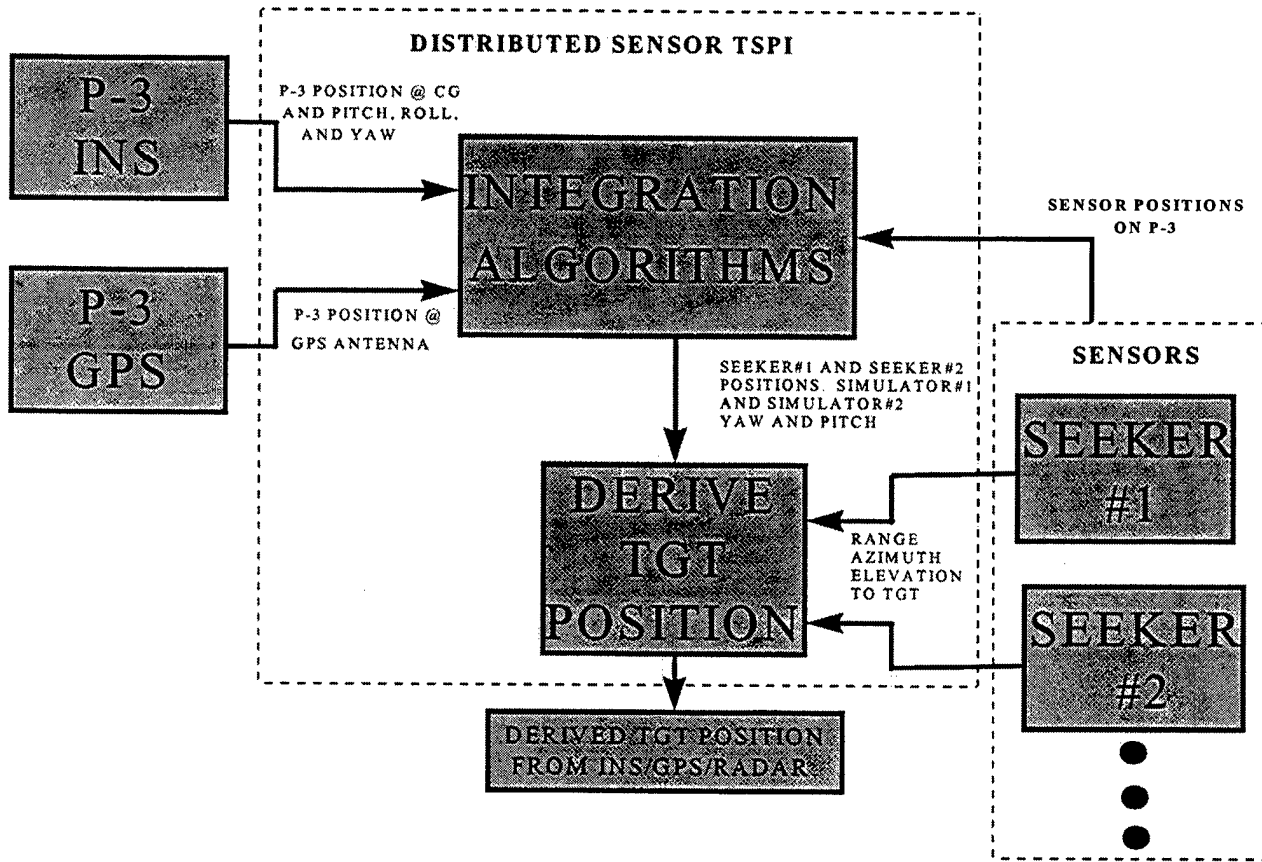 DISTRIBUTED SENSOR TSPI
P-3
INS
P-3 POSITION @ CG
AND PITCH, ROLL,
AND YAW
INTEGRATION
ALGORITHMS
SENSOR POSITIONS
ON P-3
P-3
GPS
P-3 POSITION @
GPS ANTENNA
SEEKER#1 AND SEEKER#2
POSITIONS. SIMULATOR#1
AND SIMULATOR#2
YAW AND PITCH
SENSORS
SEEKER
#1
DERIVE
TGT
POSITION
RANGE
AZIMUTH
ELEVATION
TO TGT
SEEKER
#2
DERIVED TGT POSITION
FROM INS/GPS/RADAR